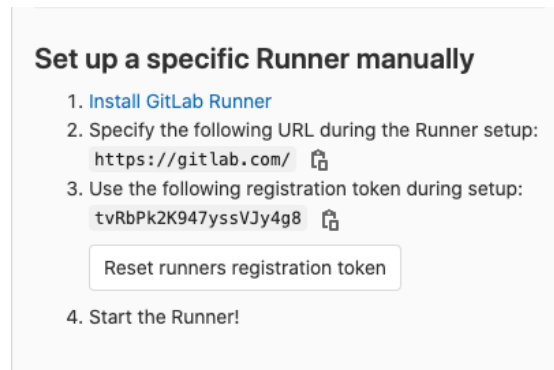 Set up a specific Runner manually
1. Install GitLab Runner
2. Specify the following URL during the Runner setup:
https://gitlab.com/
3. Use the following registration token during setup:
tvRbPk2K947yssVJy4g8
Reset runners registration token
4. Start the Runner!